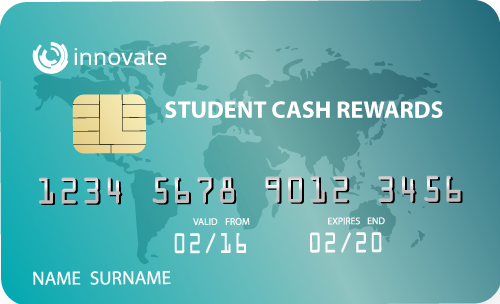 innovate
STUDENT CASH REWARDS
1234 5678 9012 3456
VALID FROM EXPIRES END
02/16 02/20
NAME SURNAME